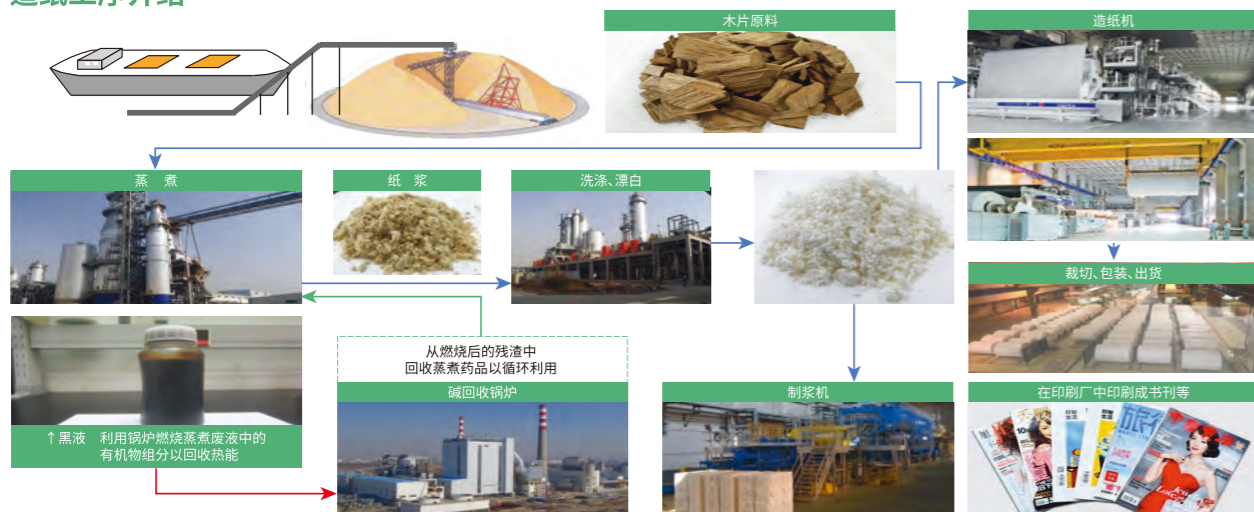 造纸工序介绍
木片原料
造纸机
蒸 煮
纸 浆
洗涤、漂白
裁切、包装、出货
从燃烧后的残渣中
回收蒸煮药品以循环利用
碱回收锅炉
制浆机
在印刷厂中印刷成书刊等
↑黑液 利用锅炉燃烧蒸煮废液中的
有机物组分以回收热能